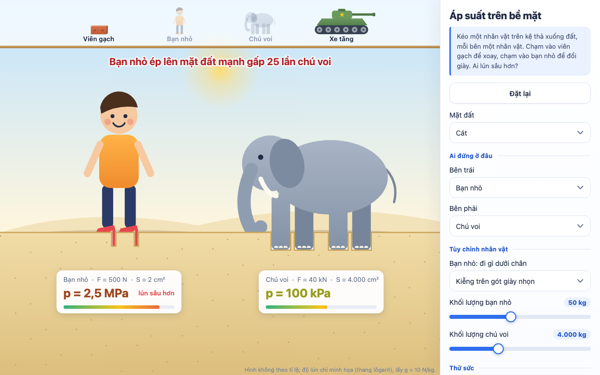 Viên gạch
Bạn nhỏ
Chú voi
Xe tăng
Bạn nhỏ ép lên mặt đất mạnh gấp 25 lần chú voi
Bạn nhỏ · F = 500 N · S = 2 cm²
p = 2,5 MPa lún sâu hơn
Chú voi · F = 40 kN · S = 4.000 cm²
p = 100 kPa
Hình không theo tỉ lệ; độ lún chỉ minh họa (thang lôgarit), lấy g = 10 N/kg.
Áp suất trên bề mặt
Kéo một nhân vật trên kệ thả xuống đất,
mỗi bên một nhân vật. Chạm vào viên
gạch để xoay, chạm vào bạn nhỏ để đổi
giày. Ai lún sâu hơn?
Đặt lại
Mặt đất
Cát
Ai đứng ở đâu
Bên trái
Bạn nhỏ
Bên phải
Chú voi
Tùy chỉnh nhân vật
Bạn nhỏ: đi gì dưới chân
Kiễng trên gót giày nhọn
Khối lượng bạn nhỏ 50 kg
Khối lượng chú voi 4.000 kg
Thử sức